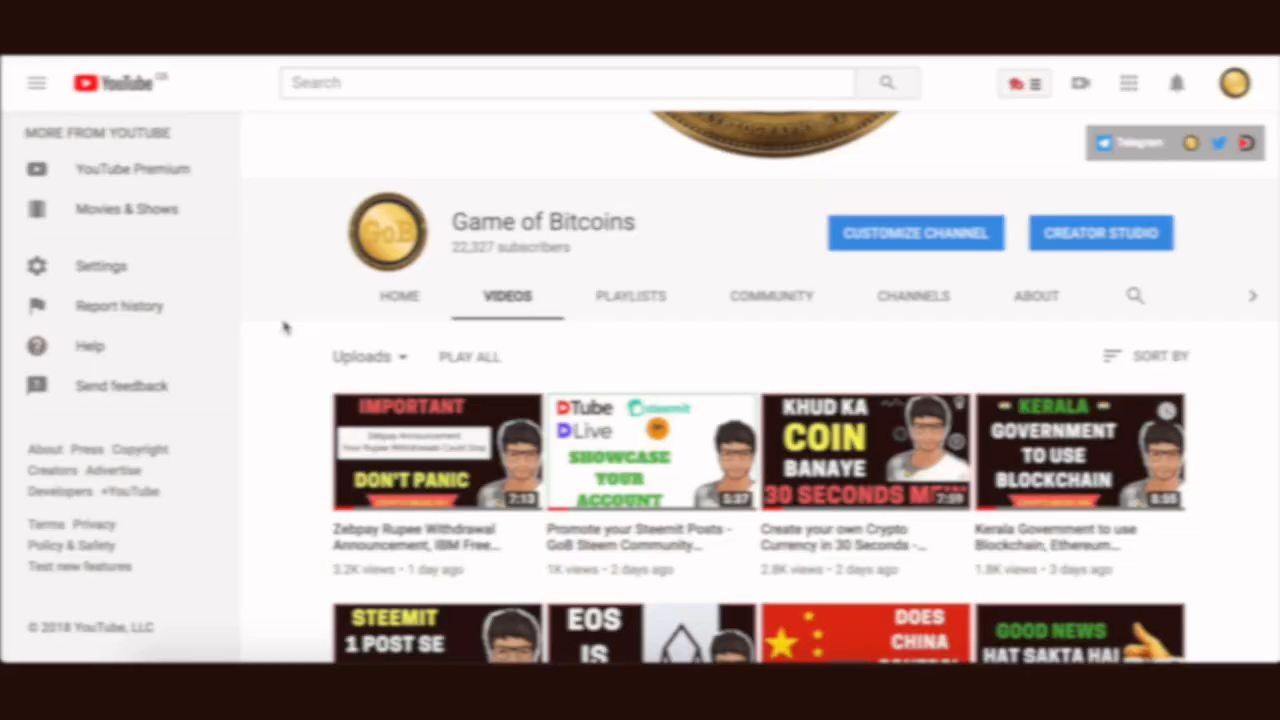 YouTube
Search
MORE FROM YOUTUBE
YouTube Premium
Movies & Shows
Settings
Report history
Help
Send feedback
About Press Copyright
Creators Advertise
Developers +YouTube
Terms Privacy
Policy & Safety
Test new features
© 2018 YouTube, LLC
Telegram
GoB
Game of Bitcoins
22,327 subscribers
CUSTOMIZE CHANNEL
CREATOR STUDIO
HOME VIDEOS PLAYLISTS COMMUNITY CHANNELS ABOUT
Uploads PLAY ALL SORT BY
IMPORTANT
Zebpay Announcement
DON'T PANIC
7:13
Zebpay Rupee Withdrawal
Announcement, IBM Free...
3.2K views • 1 day ago
DTube steemit
DLive
SHOWCASE
YOUR
ACCOUNT
5:37
Promote your Steemit Posts -
GoB Steem Community...
1K views • 2 days ago
KHUD KA
COIN
BANAYE
30 SECONDS
7:59
Create your own Crypto
Currency in 30 Seconds -...
2.8K views • 2 days ago
KERALA
GOVERNMENT
TO USE
BLOCKCHAIN
Kerala Government to use
Blockchain, Ethereum...
1.8K views • 3 days ago
STEEMIT
1 POST SE
EOS
IS
DOES
CHINA
GOOD NEWS
HAT SAKTA HAI